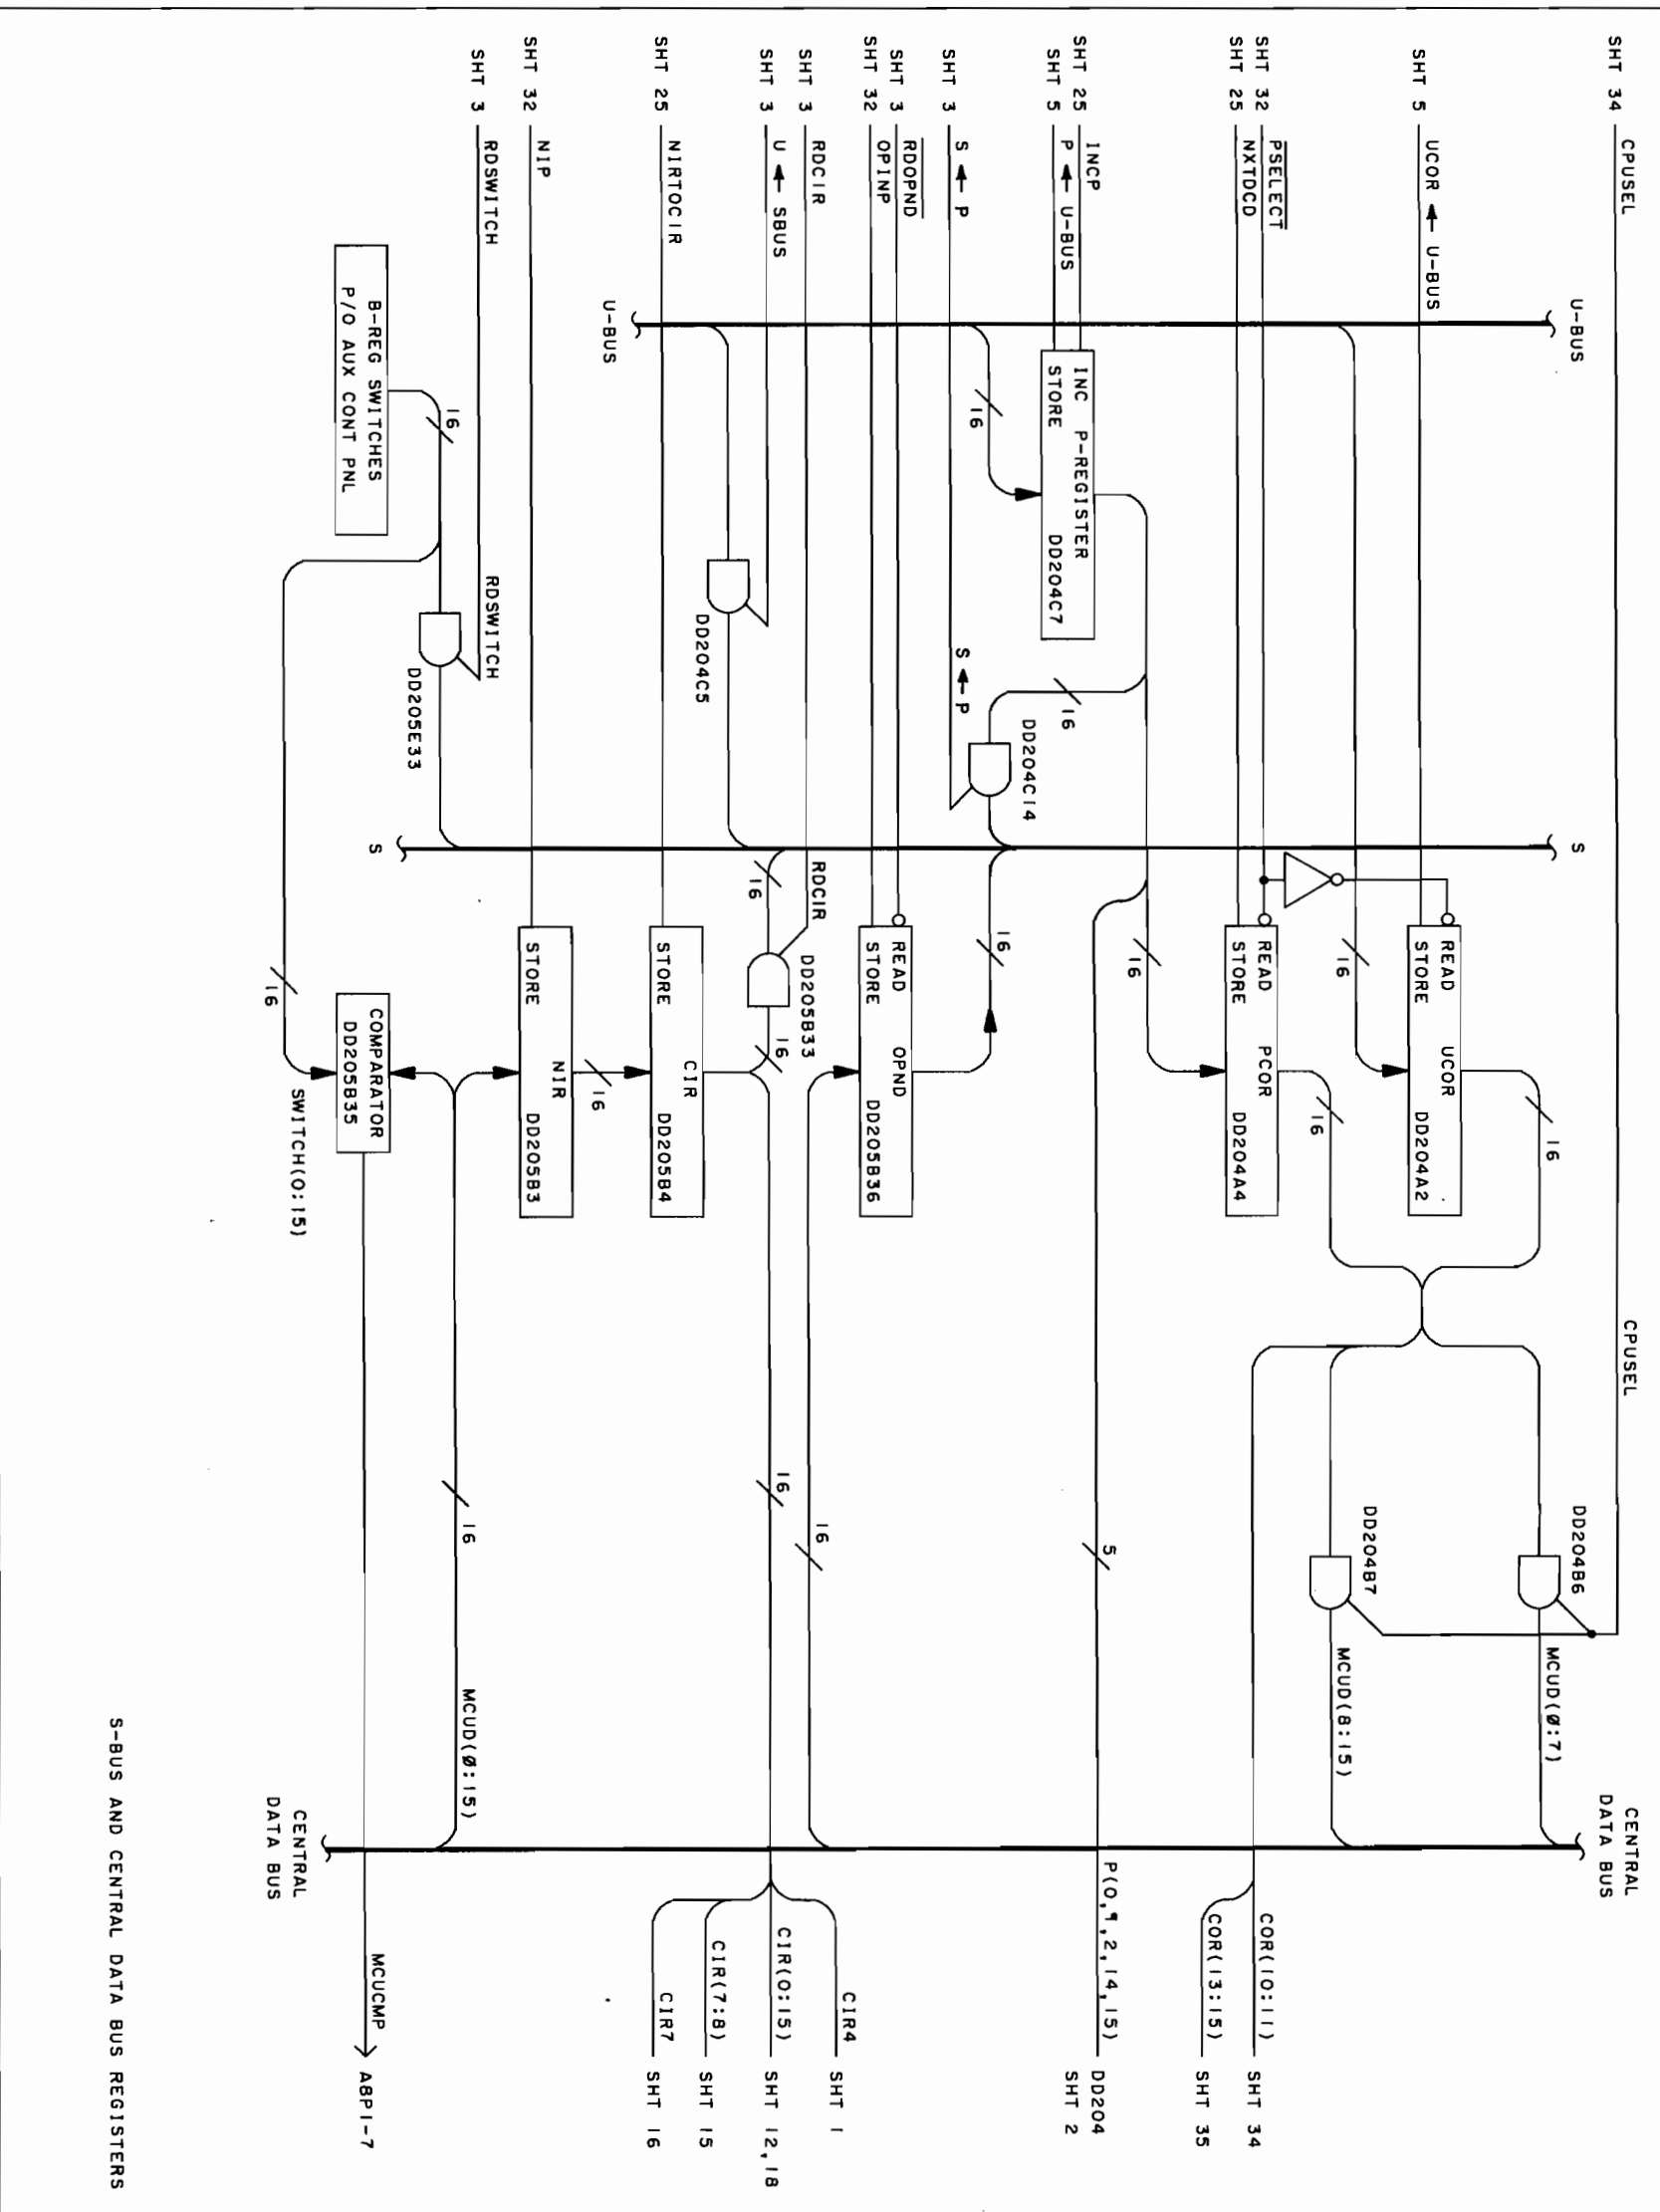 SHT 34 CPUSEL
CPUSEL
CENTRAL
DATA BUS
U-BUS
S
DD204B6
MCUD(Ø:7)
16
SHT 5 UCOR ← U-BUS
READ UCOR
STORE DD204A2
DD204B7
MCUD(8:15)
16
16
SHT 32 PSELECT
SHT 25 NXTDCD
READ PCOR
STORE DD204A4
COR(10:11) SHT 34
COR(13:15) SHT 35
16
SHT 25 INCP
SHT 5 P ← U-BUS
INC P-REGISTER
STORE DD204C7
16
5
P(0,1,2,14,15) DD204
SHT 2
DD204C14
16
16
SHT 3 S ← P
S ← P
SHT 3 RDOPND
SHT 32 OPINP
READ OPND
STORE DD205B36
16
CIR4 SHT 1
SHT 3 RDCIR
RDCIR
DD205B33
SHT 3 U ← SBUS
16
16
16
CIR(0:15) SHT 12,18
DD204C5
CIR(7:8) SHT 15
SHT 25 NIRTOCIR
CIR
STORE DD205B4
CIR7 SHT 16
U-BUS
16
SHT 32 NIP
NIR
STORE DD205B3
SHT 3 RDSWITCH
RDSWITCH
16
MCUD(Ø:15)
16
DD205E33
B-REG SWITCHES
P/O AUX CONT PNL
S
COMPARATOR
DD205B35
MCUCMP A8P1-7
16
SWITCH(0:15)
CENTRAL
DATA BUS
S-BUS AND CENTRAL DATA BUS REGISTERS